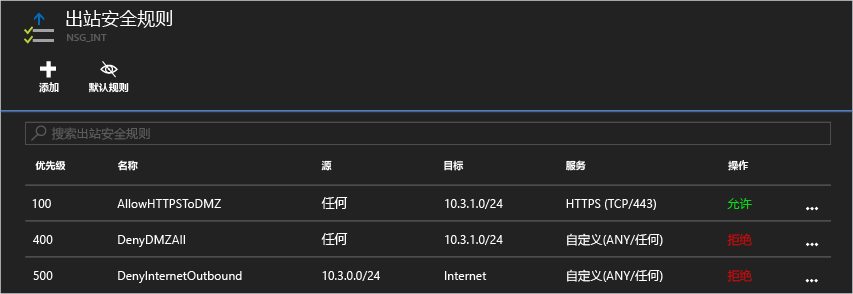 出站安全规则
NSG_INT
添加 默认规则
搜索出站安全规则
优先级 名称 源 目标 服务 操作
100 AllowHTTPSToDMZ 任何 10.3.1.0/24 HTTPS (TCP/443) 允许 ...
400 DenyDMZAll 任何 10.3.1.0/24 自定义(ANY/任何) 拒绝 ...
500 DenyInternetOutbound 10.3.0.0/24 Internet 自定义(ANY/任何) 拒绝 ...